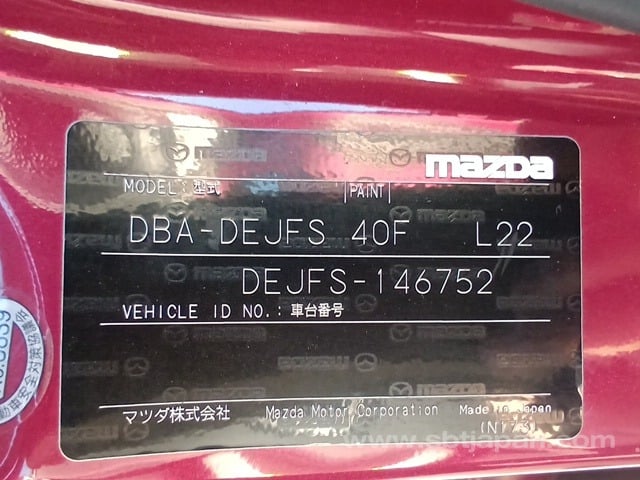 mazda
MODEL:型式 PAINT
DBA-DEJFS 40F L22
DEJFS-146752
VEHICLE ID NO.:車台番号
マツダ株式会社 Mazda Motor Corporation Made in Japan
www.sbtjapan.com